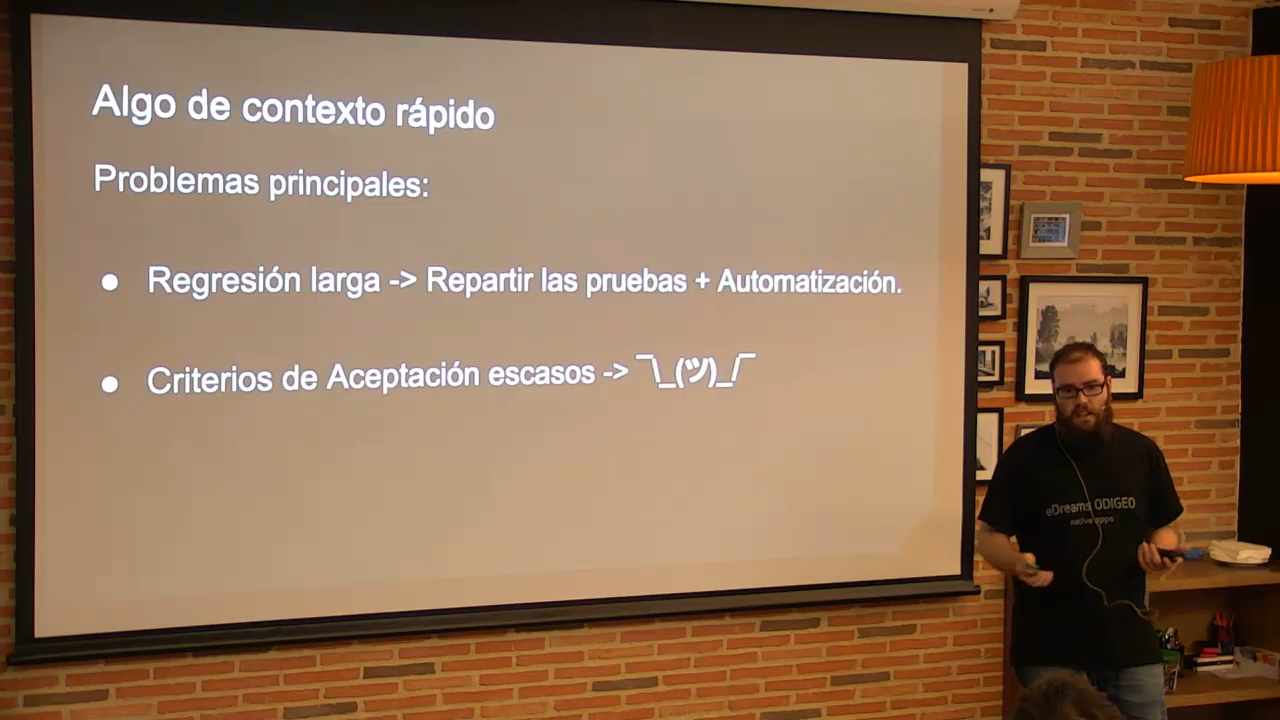 Algo de contexto rápido
Problemas principales:
● Regresión larga -> Repartir las pruebas + Automatización.
● Criterios de Aceptación escasos -> ¯\_(ツ)_/¯
eDreams ODIGEO
native apps